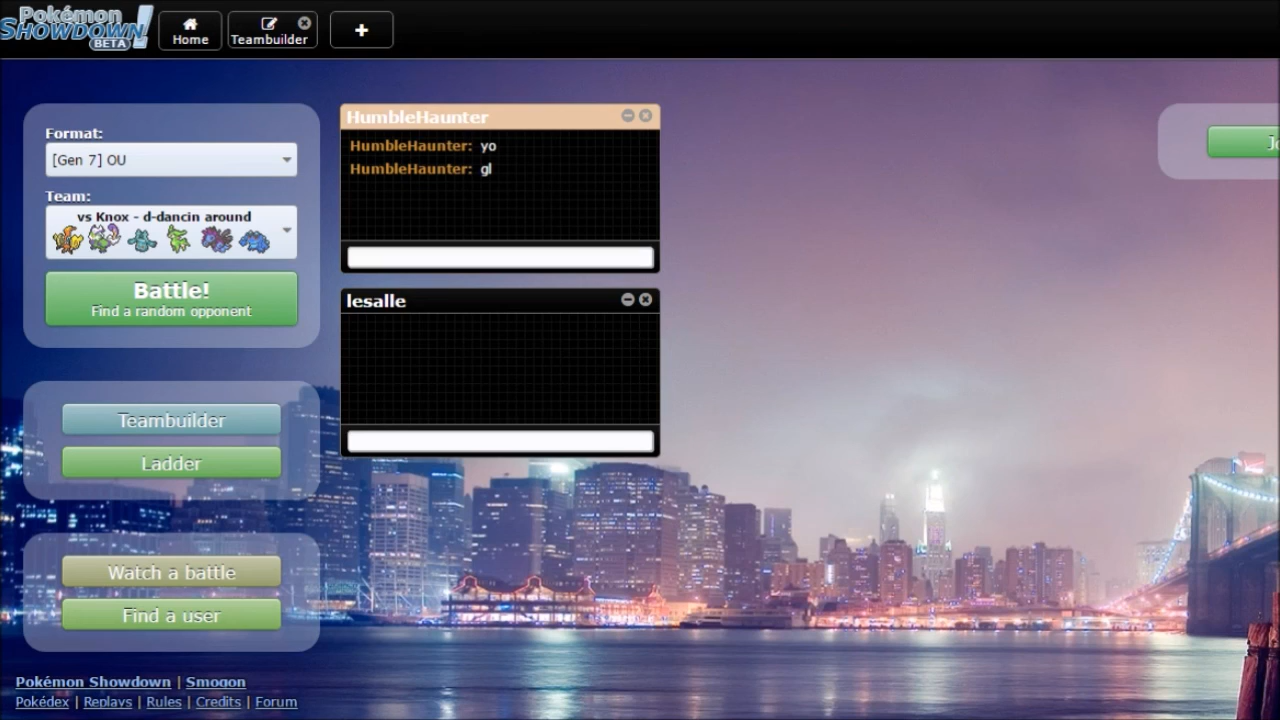 Pokémon
SHOWDOWN!
BETA
Home
Teambuilder
Format:
[Gen 7] OU
Team:
vs Knox - d-dancin around
Battle!
Find a random opponent
Teambuilder
Ladder
Watch a battle
Find a user
Pokémon Showdown | Smogon
Pokédex | Replays | Rules | Credits | Forum
HumbleHaunter
HumbleHaunter: yo
HumbleHaunter: gl
lesalle